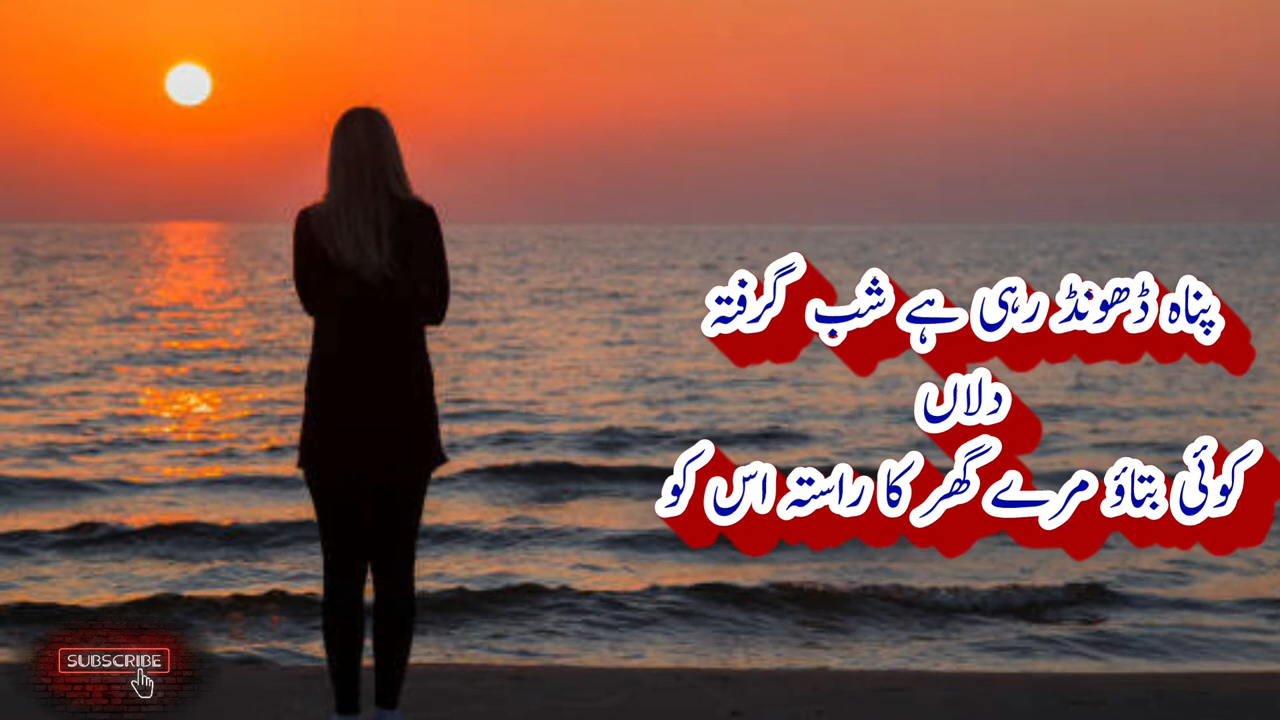 پناہ ڈھونڈ رہی ہے شب گرفتہ
دلاں
کوئی بتاؤ مرے گھر کا راستہ اس کو
SUBSCRIBE